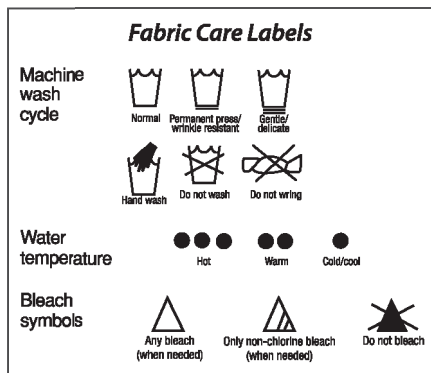 Fabric Care Labels
Machine
wash
cycle
Normal
Permanent press/
wrinkle resistant
Gentle/
delicate
Hand wash
Do not wash
Do not wring
Water
temperature
Hot
Warm
Cold/cool
Bleach
symbols
Any bleach
(when needed)
Only non-chlorine bleach
(when needed)
Do not bleach